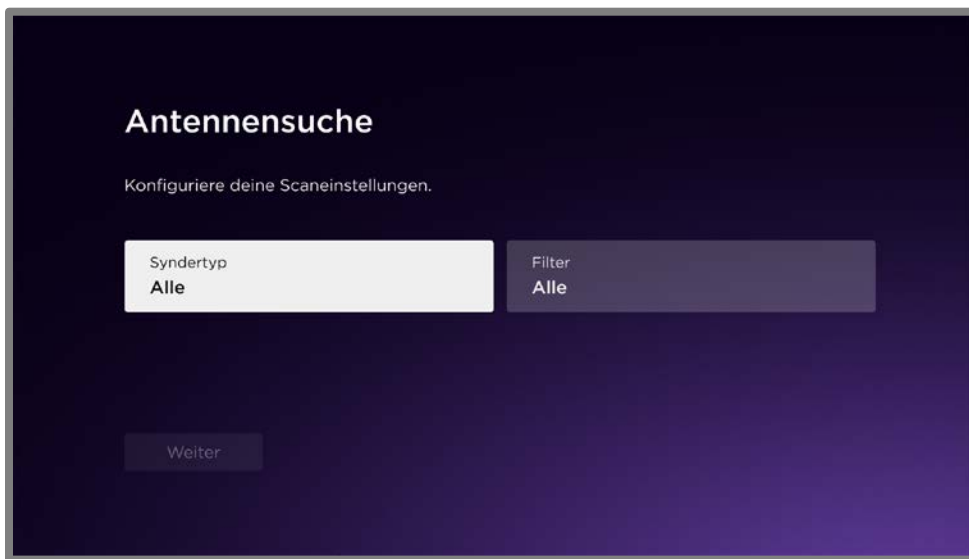 Antennensuche
Konfiguriere deine Scaneinstellungen.
Syndertyp
Alle
Filter
Alle
Weiter